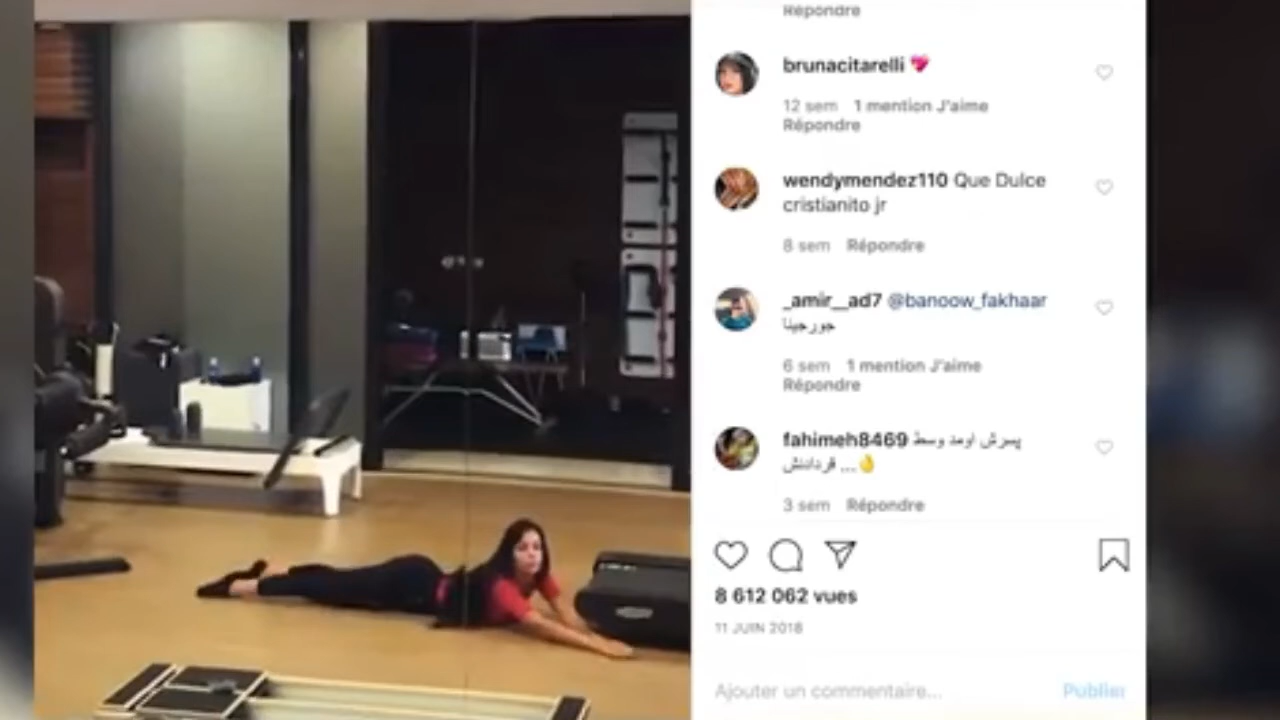 Répondre
brunacitarelli 💖
12 sem 1 mention J'aime
Répondre
wendymendez110 Que Dulce
cristianito jr
8 sem Répondre
_amir__ad7 @banoow_fakhaar
جورجینا
6 sem 1 mention J'aime
Répondre
fahimeh8469 پسرش اومد وسط
قردادنش ...👌
3 sem Répondre
8 612 062 vues
11 JUIN 2018
Ajouter un commentaire...
Publier